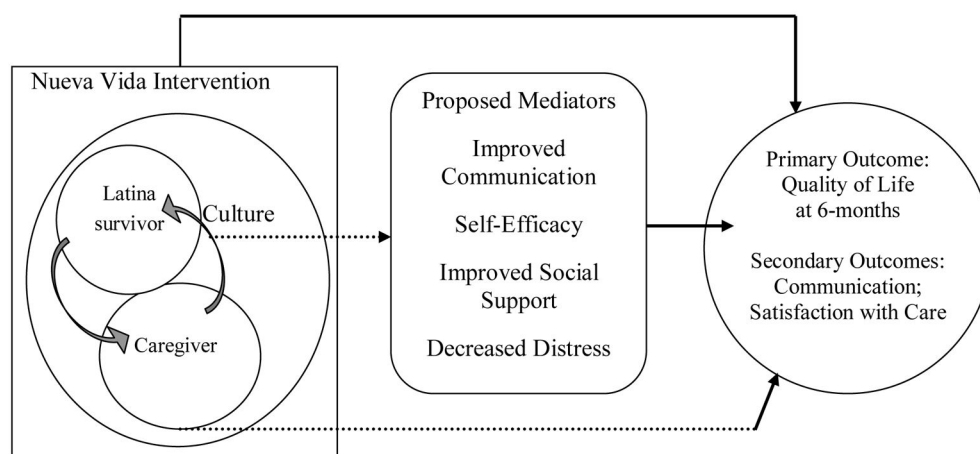 Nueva Vida Intervention
Latina
survivor
Culture
Caregiver
Proposed Mediators
Improved
Communication
Self-Efficacy
Improved Social
Support
Decreased Distress
Primary Outcome:
Quality of Life
at 6-months
Secondary Outcomes:
Communication;
Satisfaction with Care